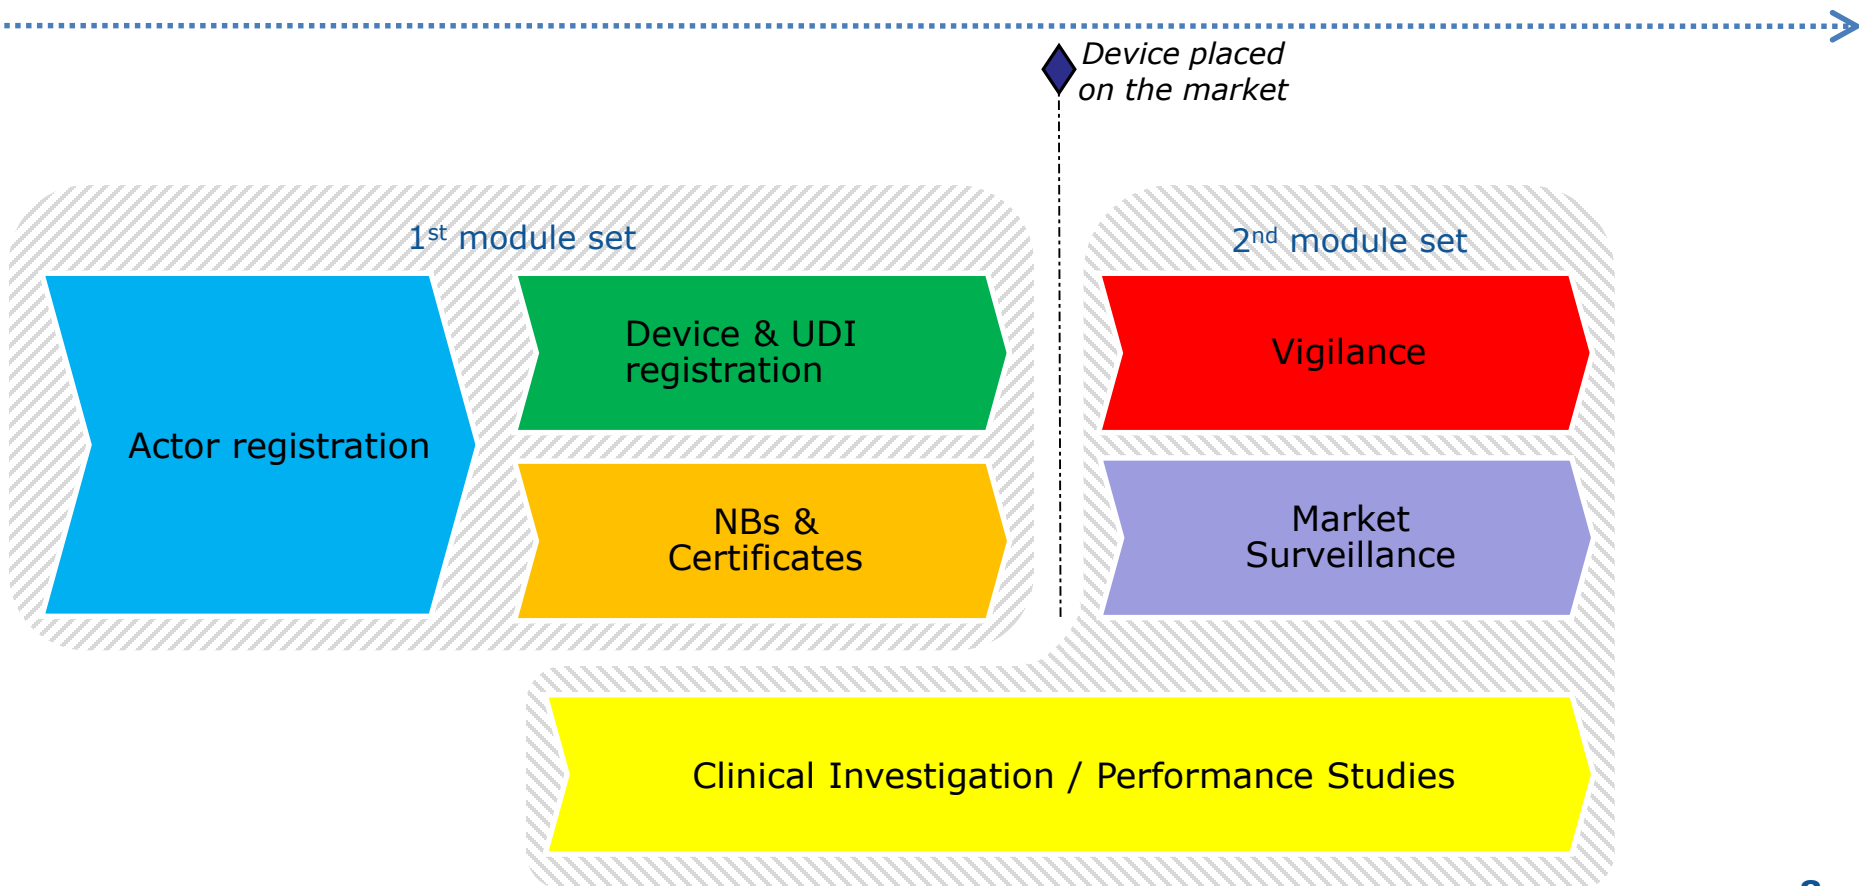 Device placed
on the market
1st module set
2nd module set
Device & UDI
registration
Vigilance
Actor registration
NBs &
Certificates
Market
Surveillance
Clinical Investigation / Performance Studies